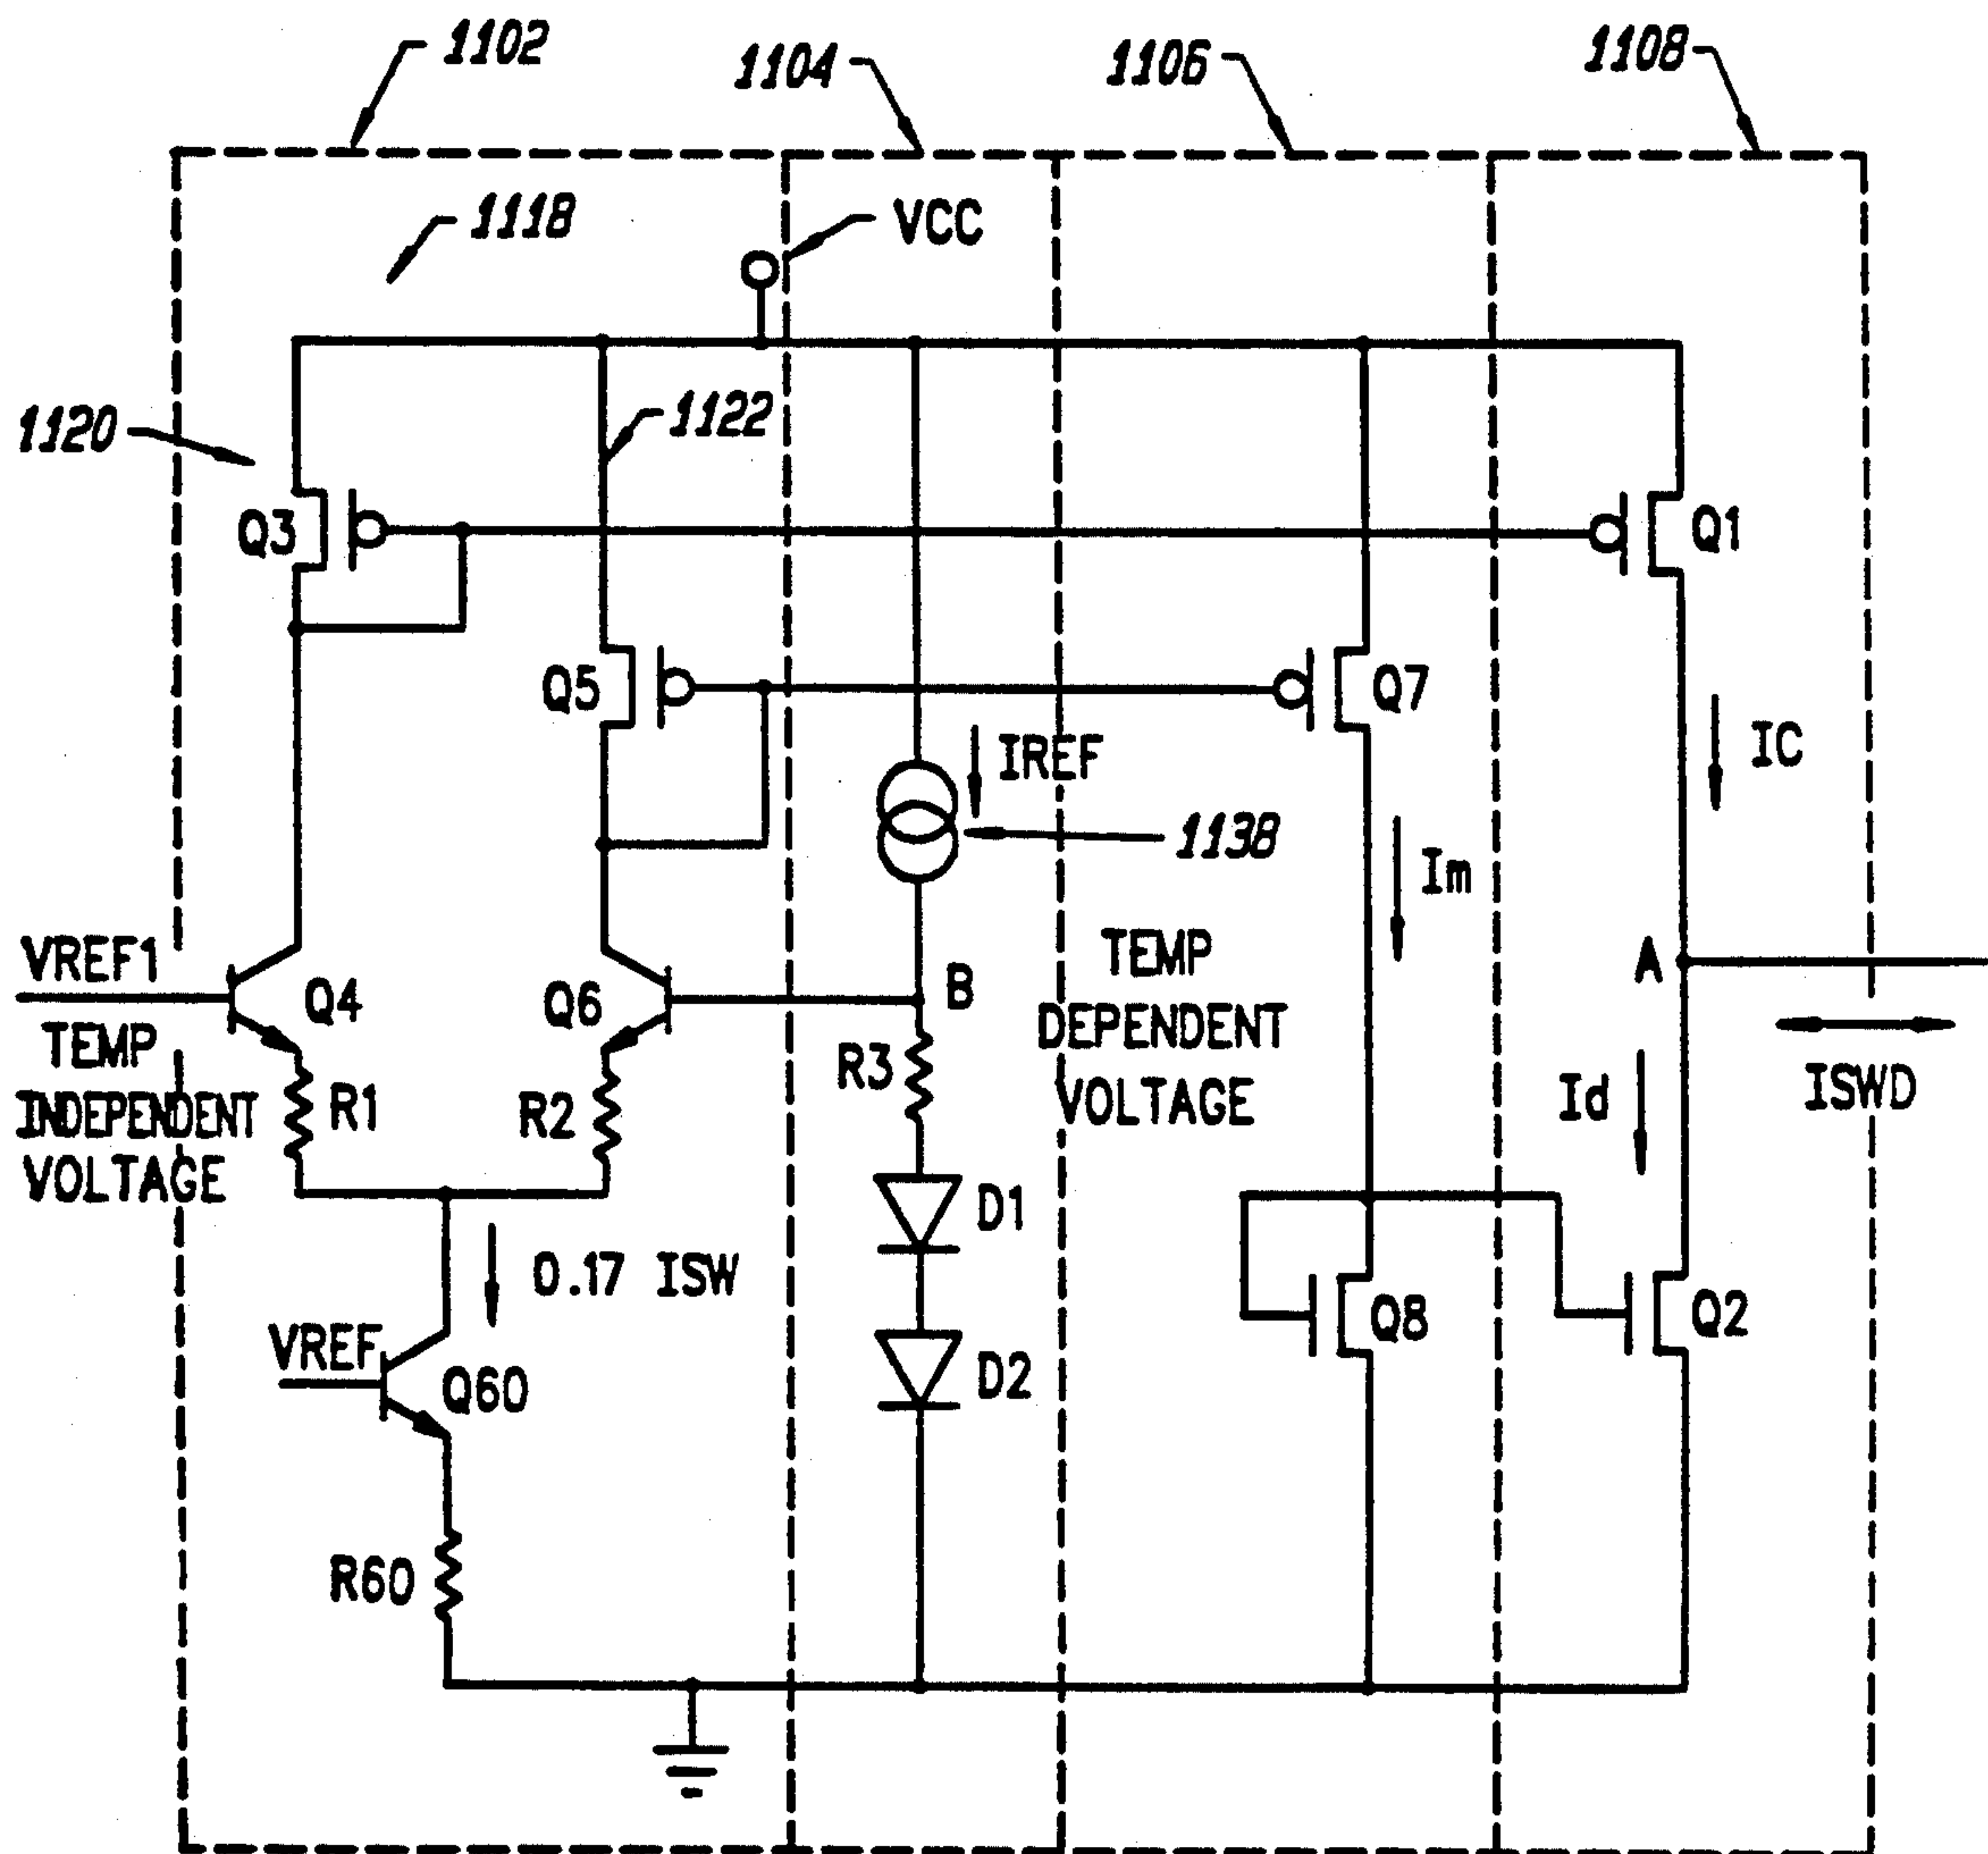 1102
1104
1106
1108
1118
VCC
1120
1122
Q3
Q1
Q5
Q7
IREF
IC
1138
Im
VREF1
Q4
Q6
B
TEMP
DEPENDENT
VOLTAGE
A
TEMP
INDEPENDENT
VOLTAGE
R1
R2
R3
Id
ISWD
D1
0.17 ISW
Q8
Q2
VREF
Q60
D2
R60